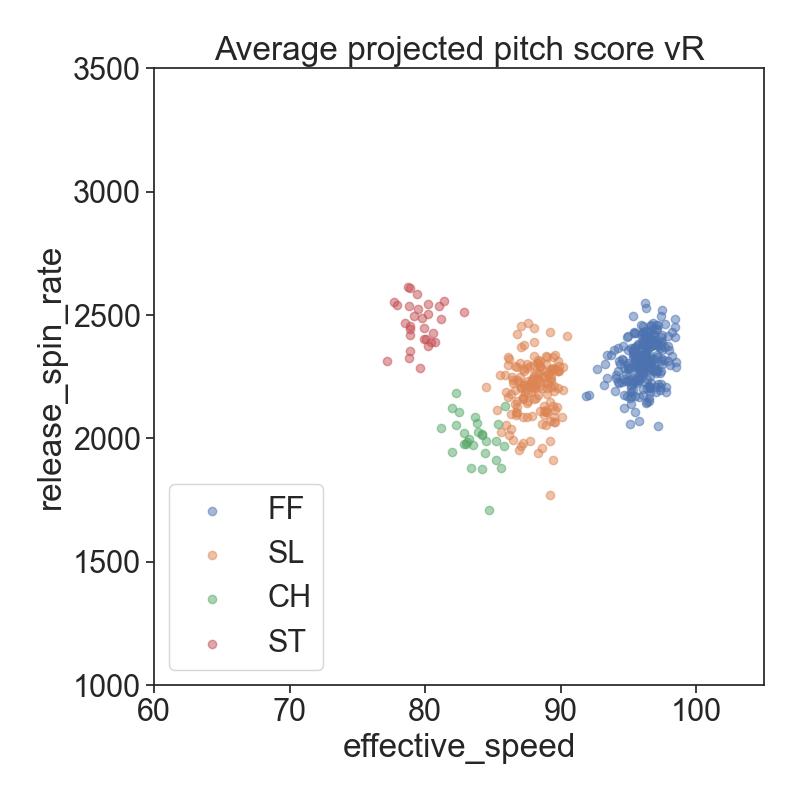 Average projected pitch score vR
3500
3000
2500
2000
1500
1000
release_spin_rate
FF
SL
CH
ST
60
70
80
90
100
effective_speed